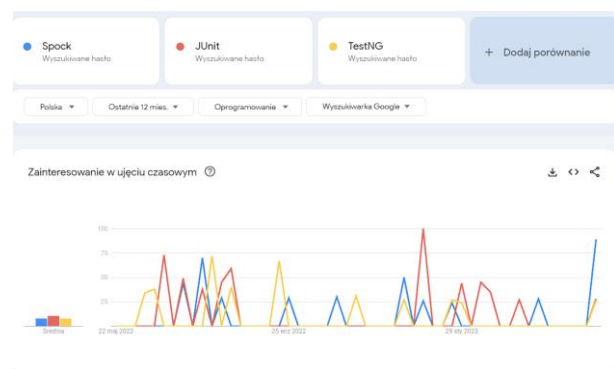 Spock
Wyszukiwane hasło
JUnit
Wyszukiwane hasło
TestNG
Wyszukiwane hasło
+ Dodaj porównanie
Polska
Ostatnie 12 mies.
Oprogramowanie
Wyszukiwarka Google
Zainteresowanie w ujęciu czasowym
100
75
50
25
Średnia
22 maj 2022
25 wrz 2022
29 sty 2023